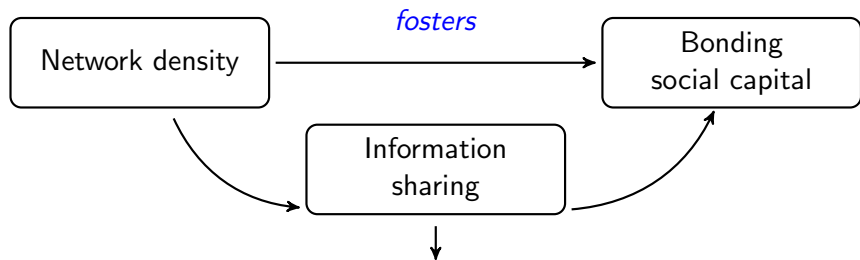 fosters
Network density
Bonding
social capital
Information
sharing